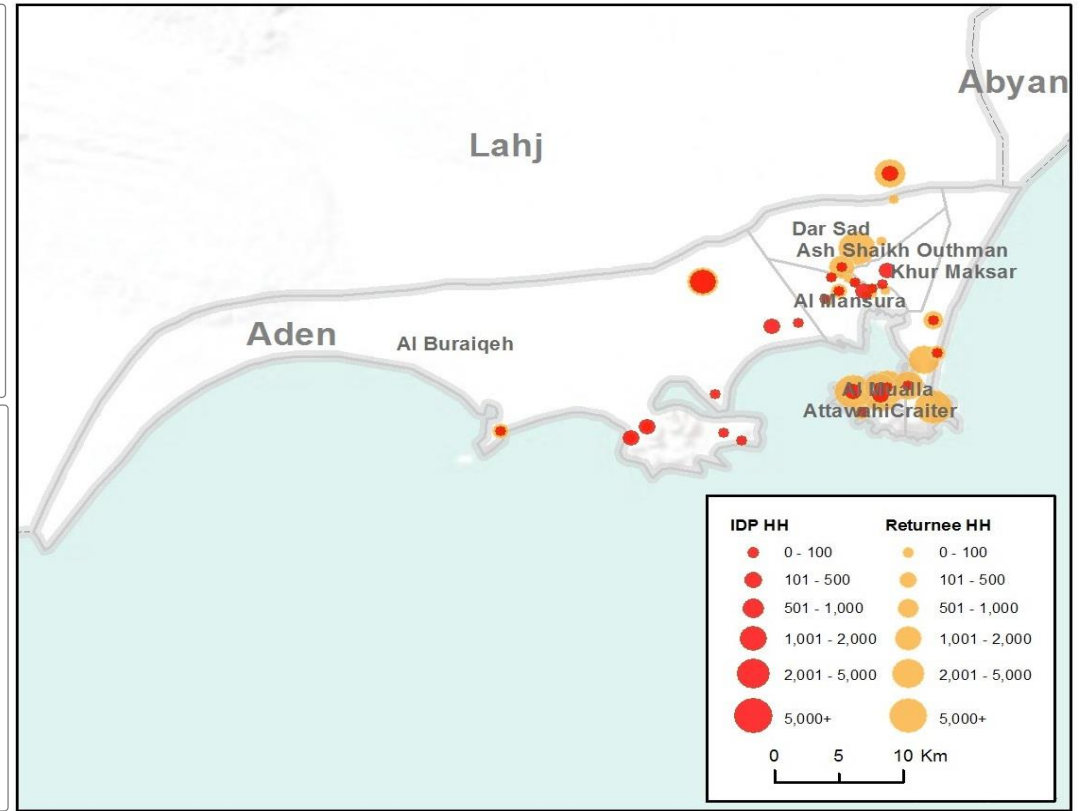 Abyan
Lahj
Dar Sad
Ash Shaikh Outhman
Khur Maksar
Al Mansura
Aden
Al Buraiqeh
Al Mualla
AttawahiCraiter
IDP HH Returnee HH
0 - 100 0 - 100
101 - 500 101 - 500
501 - 1,000 501 - 1,000
1,001 - 2,000 1,001 - 2,000
2,001 - 5,000 2,001 - 5,000
5,000+ 5,000+
0 5 10 Km